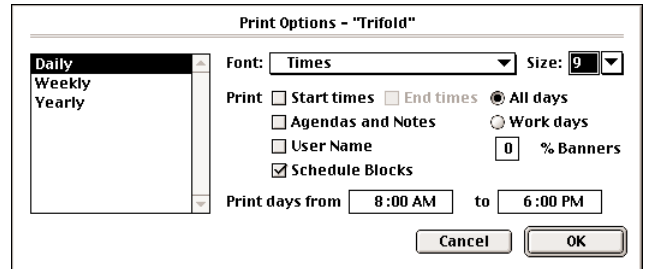 Print Options - "Trifold"
Daily
Weekly
Yearly
Font: Times Size: 9
Print Start times End times All days
Agendas and Notes Work days
User Name 0 % Banners
Schedule Blocks
Print days from 8:00 AM to 6:00 PM
Cancel OK